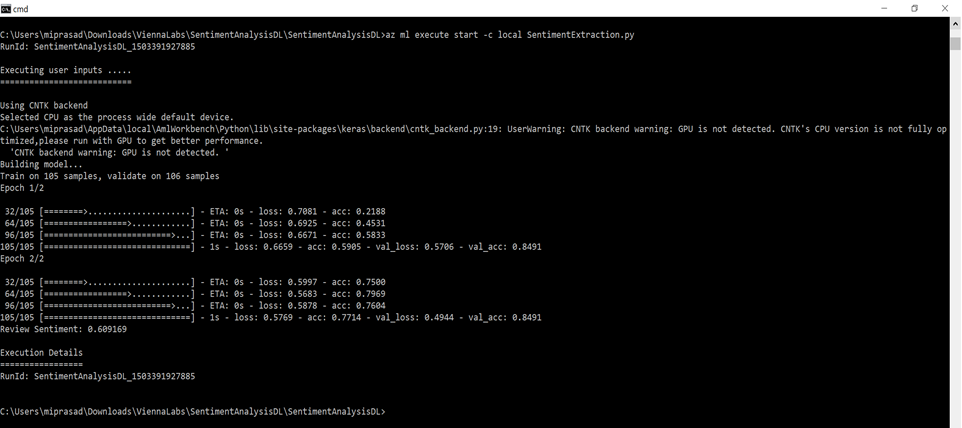 cmd
C:\Users\miprasad\Downloads\ViennaLabs\SentimentAnalysisDL\SentimentAnalysisDL>az ml execute start -c local SentimentExtraction.py
RunId: SentimentAnalysisDL_1503391927885
Executing user inputs .....
===========================
Using CNTK backend
Selected CPU as the process wide default device.
C:\Users\miprasad\AppData\local\AmlWorkbench\Python\lib\site-packages\keras\backend\cntk_backend.py:19: UserWarning: CNTK backend warning: GPU is not detected. CNTK's CPU version is not fully op
timized,please run with GPU to get better performance.
  'CNTK backend warning: GPU is not detected. '
Building model...
Train on 105 samples, validate on 106 samples
Epoch 1/2
 32/105 [========>.....................] - ETA: 0s - loss: 0.7081 - acc: 0.2188
 64/105 [=================>............] - ETA: 0s - loss: 0.6925 - acc: 0.4531
 96/105 [==========================>...] - ETA: 0s - loss: 0.6671 - acc: 0.5833
105/105 [==============================] - 1s - loss: 0.6659 - acc: 0.5905 - val_loss: 0.5706 - val_acc: 0.8491
Epoch 2/2
 32/105 [========>.....................] - ETA: 0s - loss: 0.5997 - acc: 0.7500
 64/105 [=================>............] - ETA: 0s - loss: 0.5683 - acc: 0.7969
 96/105 [==========================>...] - ETA: 0s - loss: 0.5878 - acc: 0.7604
105/105 [==============================] - 1s - loss: 0.5769 - acc: 0.7714 - val_loss: 0.4944 - val_acc: 0.8491
Review Sentiment: 0.609169
Execution Details
=================
RunId: SentimentAnalysisDL_1503391927885
C:\Users\miprasad\Downloads\ViennaLabs\SentimentAnalysisDL\SentimentAnalysisDL>